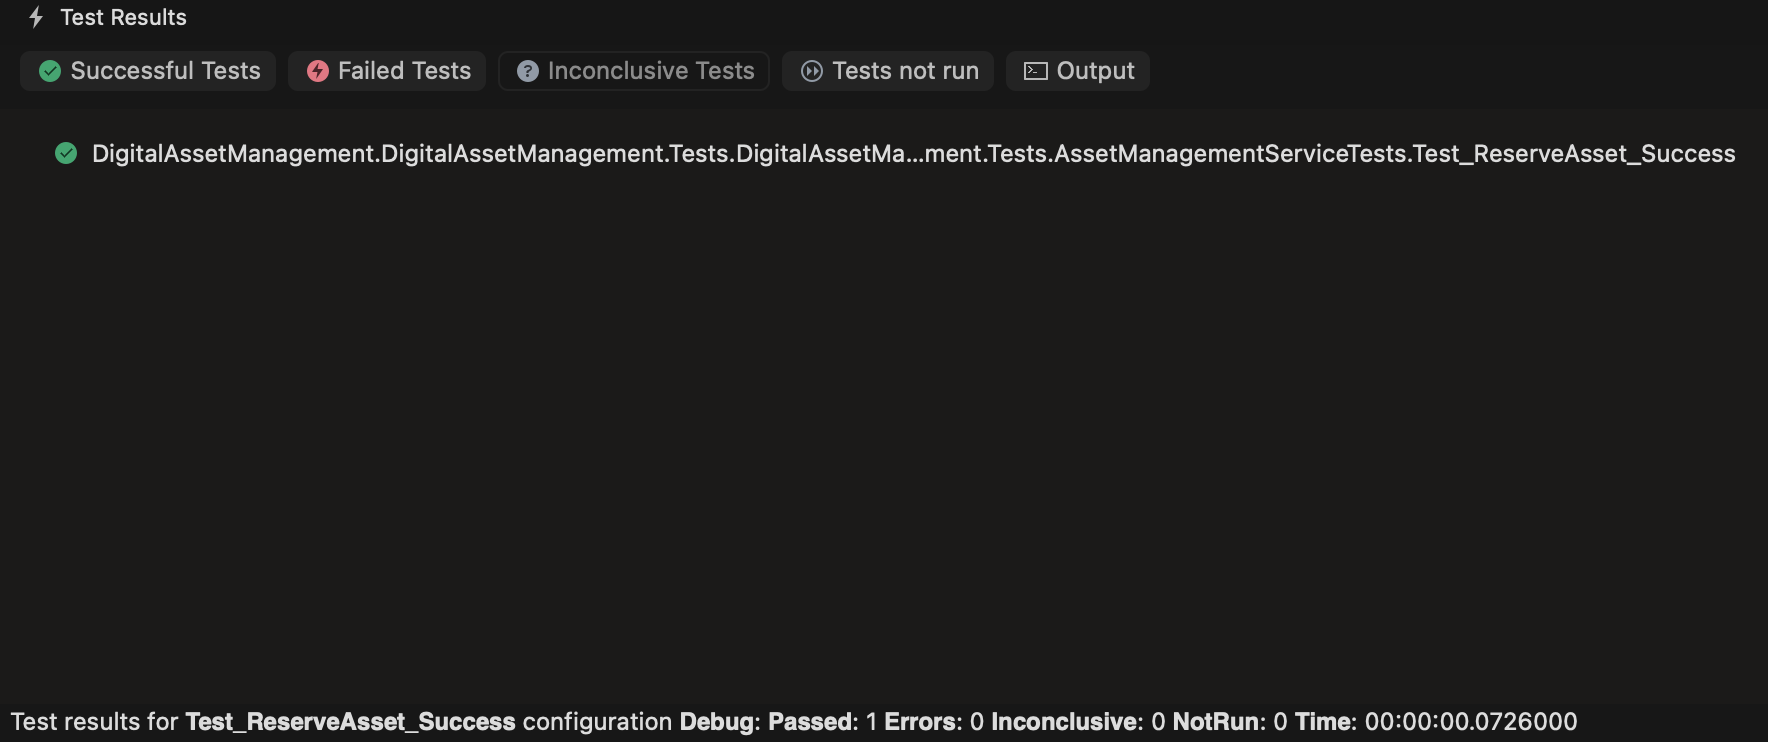 Test Results
Successful Tests Failed Tests Inconclusive Tests Tests not run Output
DigitalAssetManagement.DigitalAssetManagement.Tests.DigitalAssetMa...ment.Tests.AssetManagementServiceTests.Test_ReserveAsset_Success
Test results for Test_ReserveAsset_Success configuration Debug: Passed: 1 Errors: 0 Inconclusive: 0 NotRun: 0 Time: 00:00:00.0726000